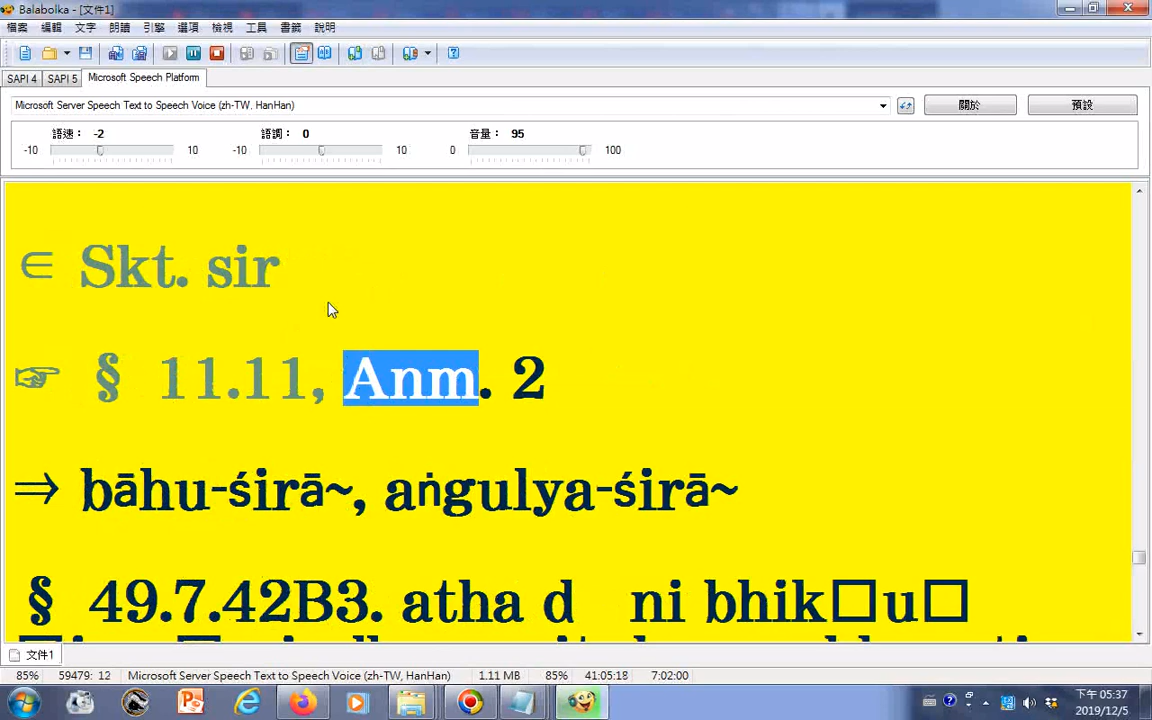 Balabolka - [文件1]
檔案 編輯 文字 朗讀 引擎 選項 檢視 工具 書籤 說明
SAPI 4 SAPI 5 Microsoft Speech Platform
Microsoft Server Speech Text to Speech Voice (zh-TW, HanHan) 關於 預設
語速： -2 語調： 0 音量： 95
-10 10 -10 10 0 100
∈ Skt. sir
☞ § 11.11, Anm. 2
⇒ bāhu-śirā~, aṅgulya-śirā~
§ 49.7.42B3. atha d ni bhik□u□
文件1
85% 59479: 12 Microsoft Server Speech Text to Speech Voice (zh-TW, HanHan) 1.11 MB 85% 41:05:18 7:02:00
下午 05:37
2019/12/5